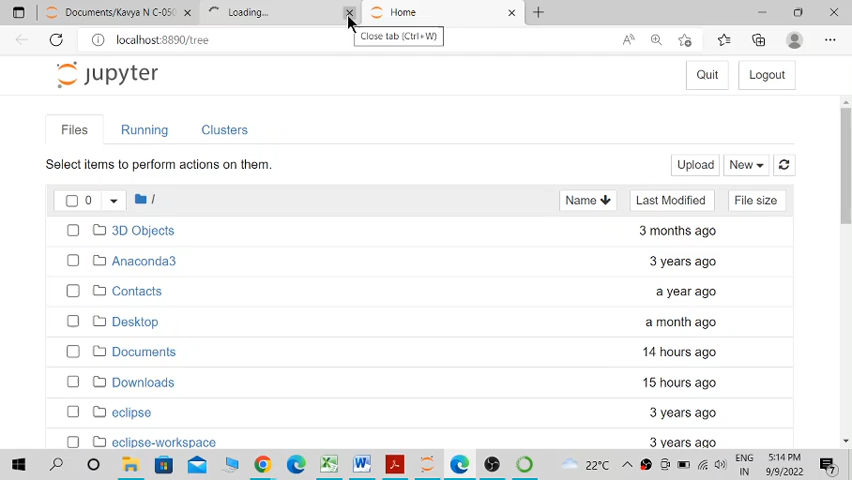 Documents/Kavya N C-050
Loading...
Home
Close tab (Ctrl+W)
localhost:8890/tree
jupyter
Quit
Logout
Files
Running
Clusters
Select items to perform actions on them.
Upload
New
0
/
Name
Last Modified
File size
3D Objects
3 months ago
Anaconda3
3 years ago
Contacts
a year ago
Desktop
a month ago
Documents
14 hours ago
Downloads
15 hours ago
eclipse
3 years ago
eclipse-workspace
3 years ago
22°C
ENG
IN
5:14 PM
9/9/2022
7